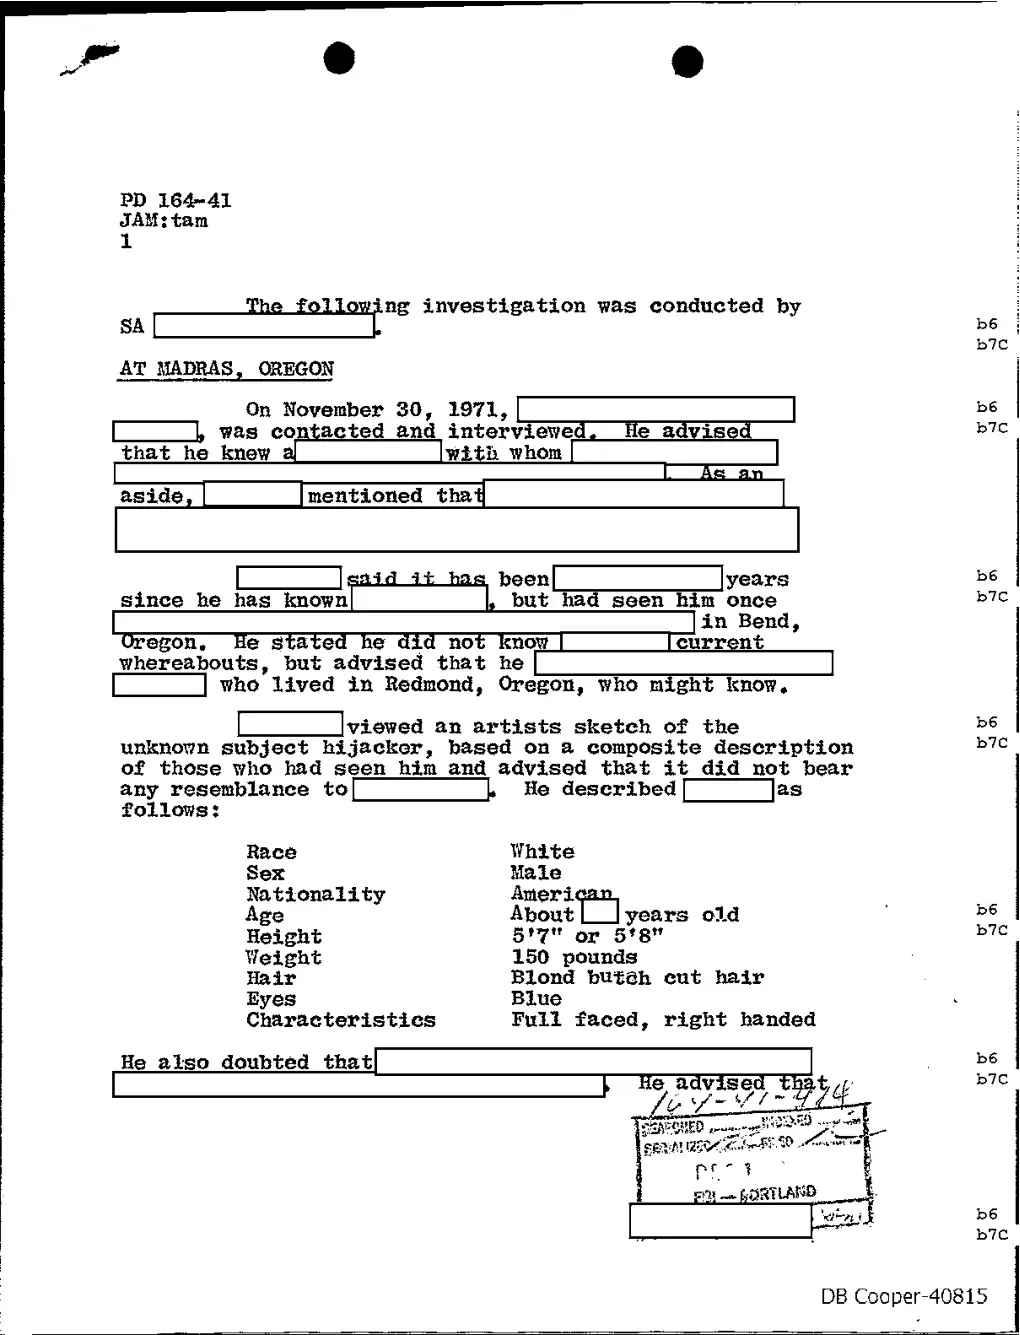 PD 164-41
JAM:tam
1
The following investigation was conducted by
SA .
b6
b7C
AT MADRAS, OREGON
On November 30, 1971,
b6
, was contacted and interviewed. He advised
b7C
that he knew a with whom
. As an
aside, mentioned that
said it has been years
b6
since he has known , but had seen him once
b7C
in Bend,
Oregon. He stated he did not know current
whereabouts, but advised that he
who lived in Redmond, Oregon, who might know.
viewed an artists sketch of the
b6
unknown subject hijacker, based on a composite description
b7C
of those who had seen him and advised that it did not bear
any resemblance to . He described as
follows:
Race White
Sex Male
Nationality American
Age About years old
b6
Height 5'7" or 5'8"
b7C
Weight 150 pounds
Hair Blond butch cut hair
Eyes Blue
Characteristics Full faced, right handed
He also doubted that
b6
. He advised that
b7C
164-41-474
SEARCHED INDEXED
SERIALIZED FILED
1
FBI — PORTLAND
b6
b7C
DB Cooper-40815